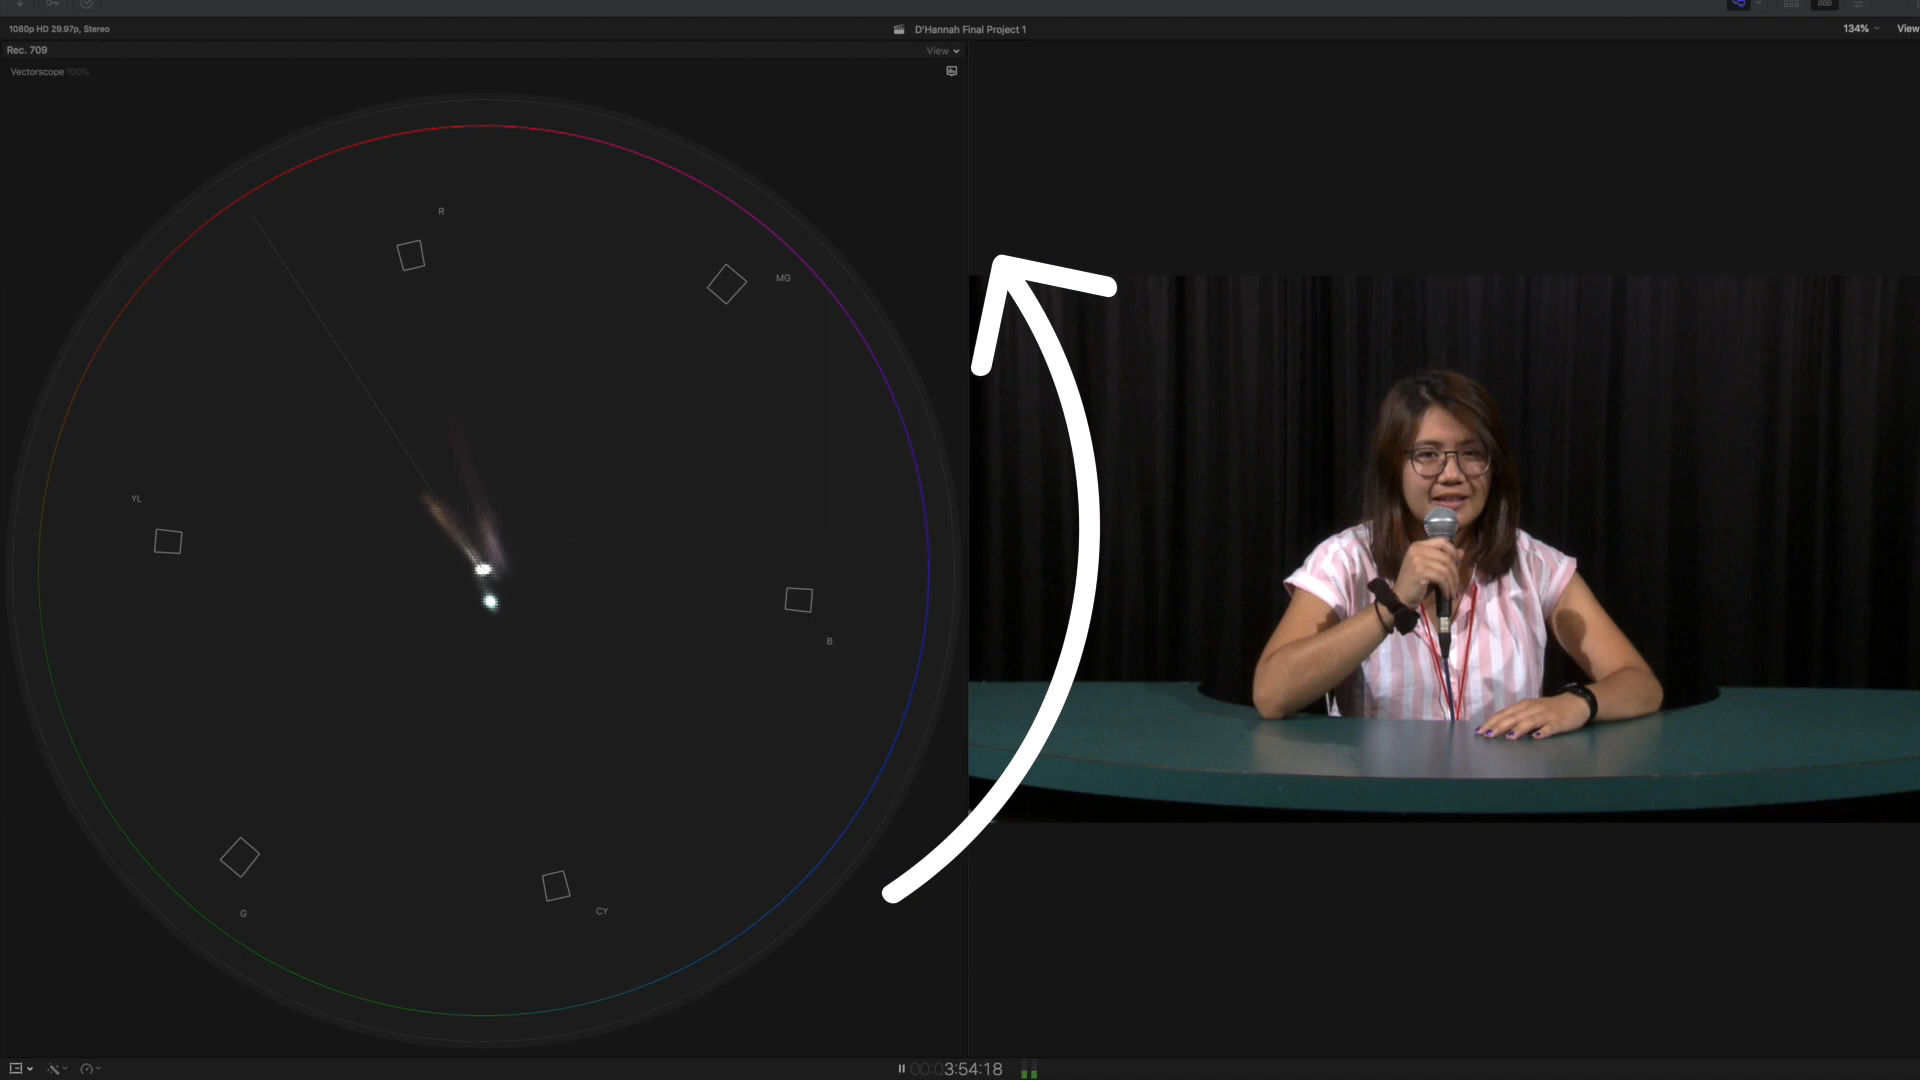 1080p HD 29.97p, Stereo
D'Hannah Final Project 1
134%
View
Rec. 709
View
Vectorscope 100%
R
MG
YL
B
G
CY
00:03:54:18